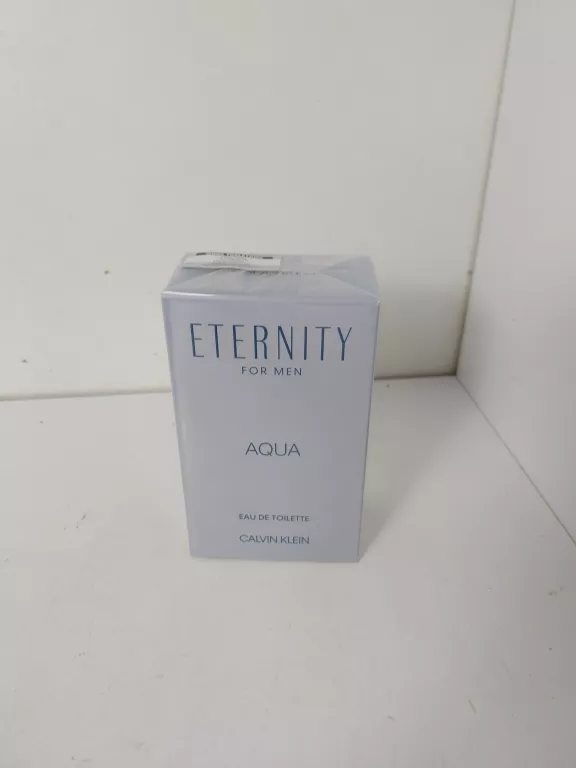 ETERNITY
FOR MEN
AQUA
EAU DE TOILETTE
CALVIN KLEIN